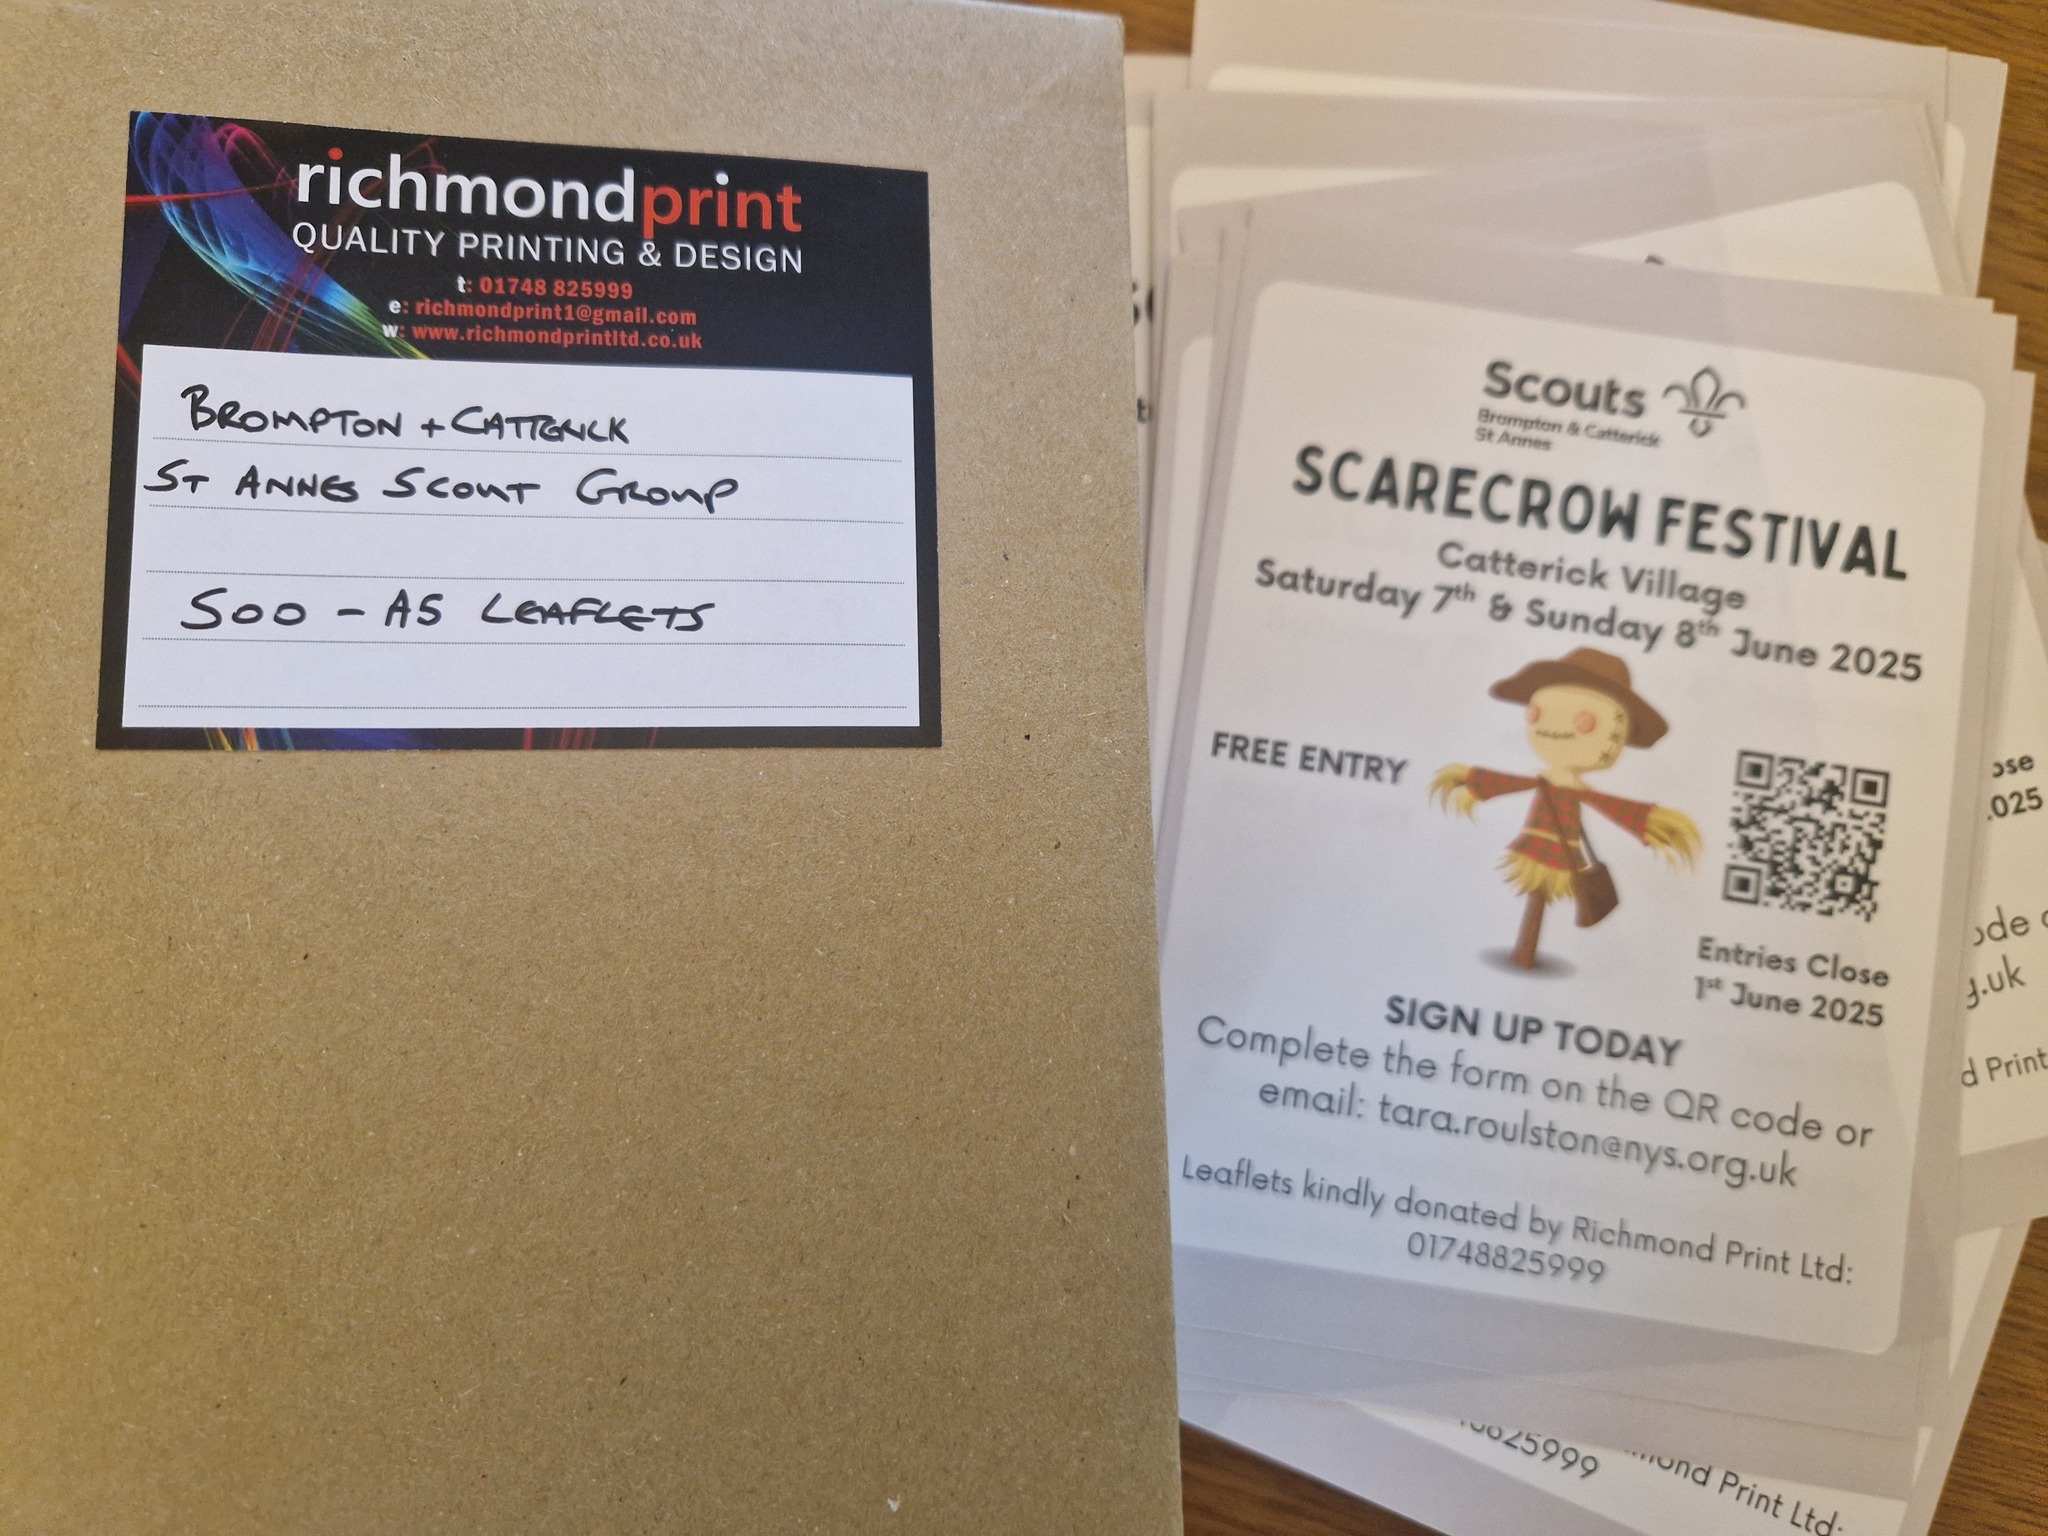 richmondprint
QUALITY PRINTING & DESIGN
t: 01748 825999
e: richmondprint1@gmail.com
w: www.richmondprintltd.co.uk
BROMPTON + CATTERICK
ST ANNES SCOUT GROUP
500 - A5 LEAFLETS
Scouts
Brompton & Catterick
St Annes
SCARECROW FESTIVAL
Catterick Village
Saturday 7th & Sunday 8th June 2025
FREE ENTRY
Entries Close
1st June 2025
SIGN UP TODAY
Complete the form on the QR code or
email: tara.roulston@nys.org.uk
Leaflets kindly donated by Richmond Print Ltd:
01748825999